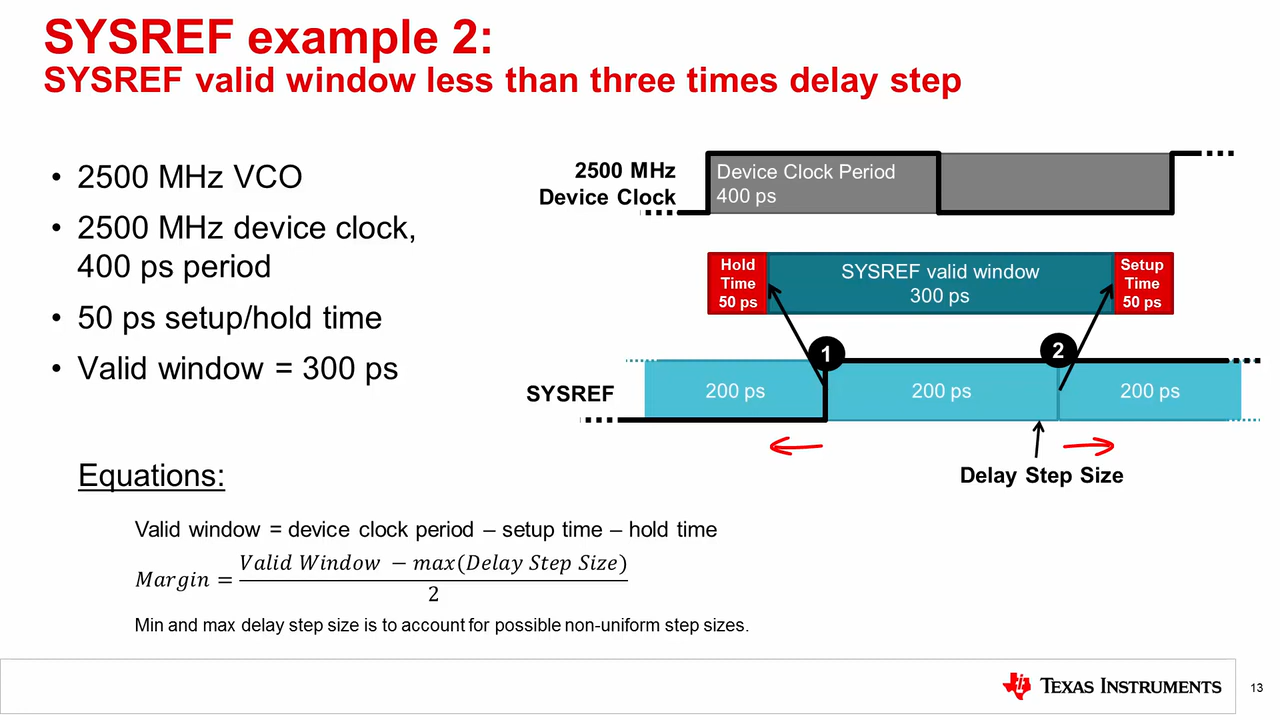 SYSREF example 2:
SYSREF valid window less than three times delay step
• 2500 MHz VCO
• 2500 MHz device clock,
400 ps period
• 50 ps setup/hold time
• Valid window = 300 ps
2500 MHz
Device Clock
Device Clock Period
400 ps
Hold
Time
50 ps
SYSREF valid window
300 ps
Setup
Time
50 ps
1
2
SYSREF
200 ps
200 ps
200 ps
Delay Step Size
Equations:
Valid window = device clock period – setup time – hold time
Margin = (Valid Window − max(Delay Step Size)) / 2
Min and max delay step size is to account for possible non-uniform step sizes.
TEXAS INSTRUMENTS
13